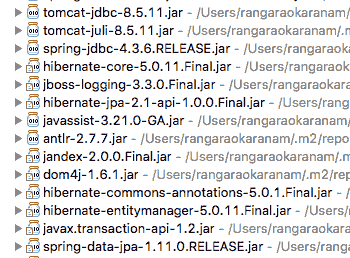 tomcat-jdbc-8.5.11.jar - /Users/rangaraokaranam/
tomcat-juli-8.5.11.jar - /Users/rangaraokaranam/.
spring-jdbc-4.3.6.RELEASE.jar - /Users/rangaraoka
hibernate-core-5.0.11.Final.jar - /Users/rangaraoka
jboss-logging-3.3.0.Final.jar - /Users/rangaraokara
hibernate-jpa-2.1-api-1.0.0.Final.jar - /Users/rang
javassist-3.21.0-GA.jar - /Users/rangaraokaranam
antlr-2.7.7.jar - /Users/rangaraokaranam/.m2/repo
jandex-2.0.0.Final.jar - /Users/rangaraokaranam/.
dom4j-1.6.1.jar - /Users/rangaraokaranam/.m2/rep
hibernate-commons-annotations-5.0.1.Final.jar - /
hibernate-entitymanager-5.0.11.Final.jar - /Users/
javax.transaction-api-1.2.jar - /Users/rangaraokara
spring-data-jpa-1.11.0.RELEASE.jar - /Users/rang